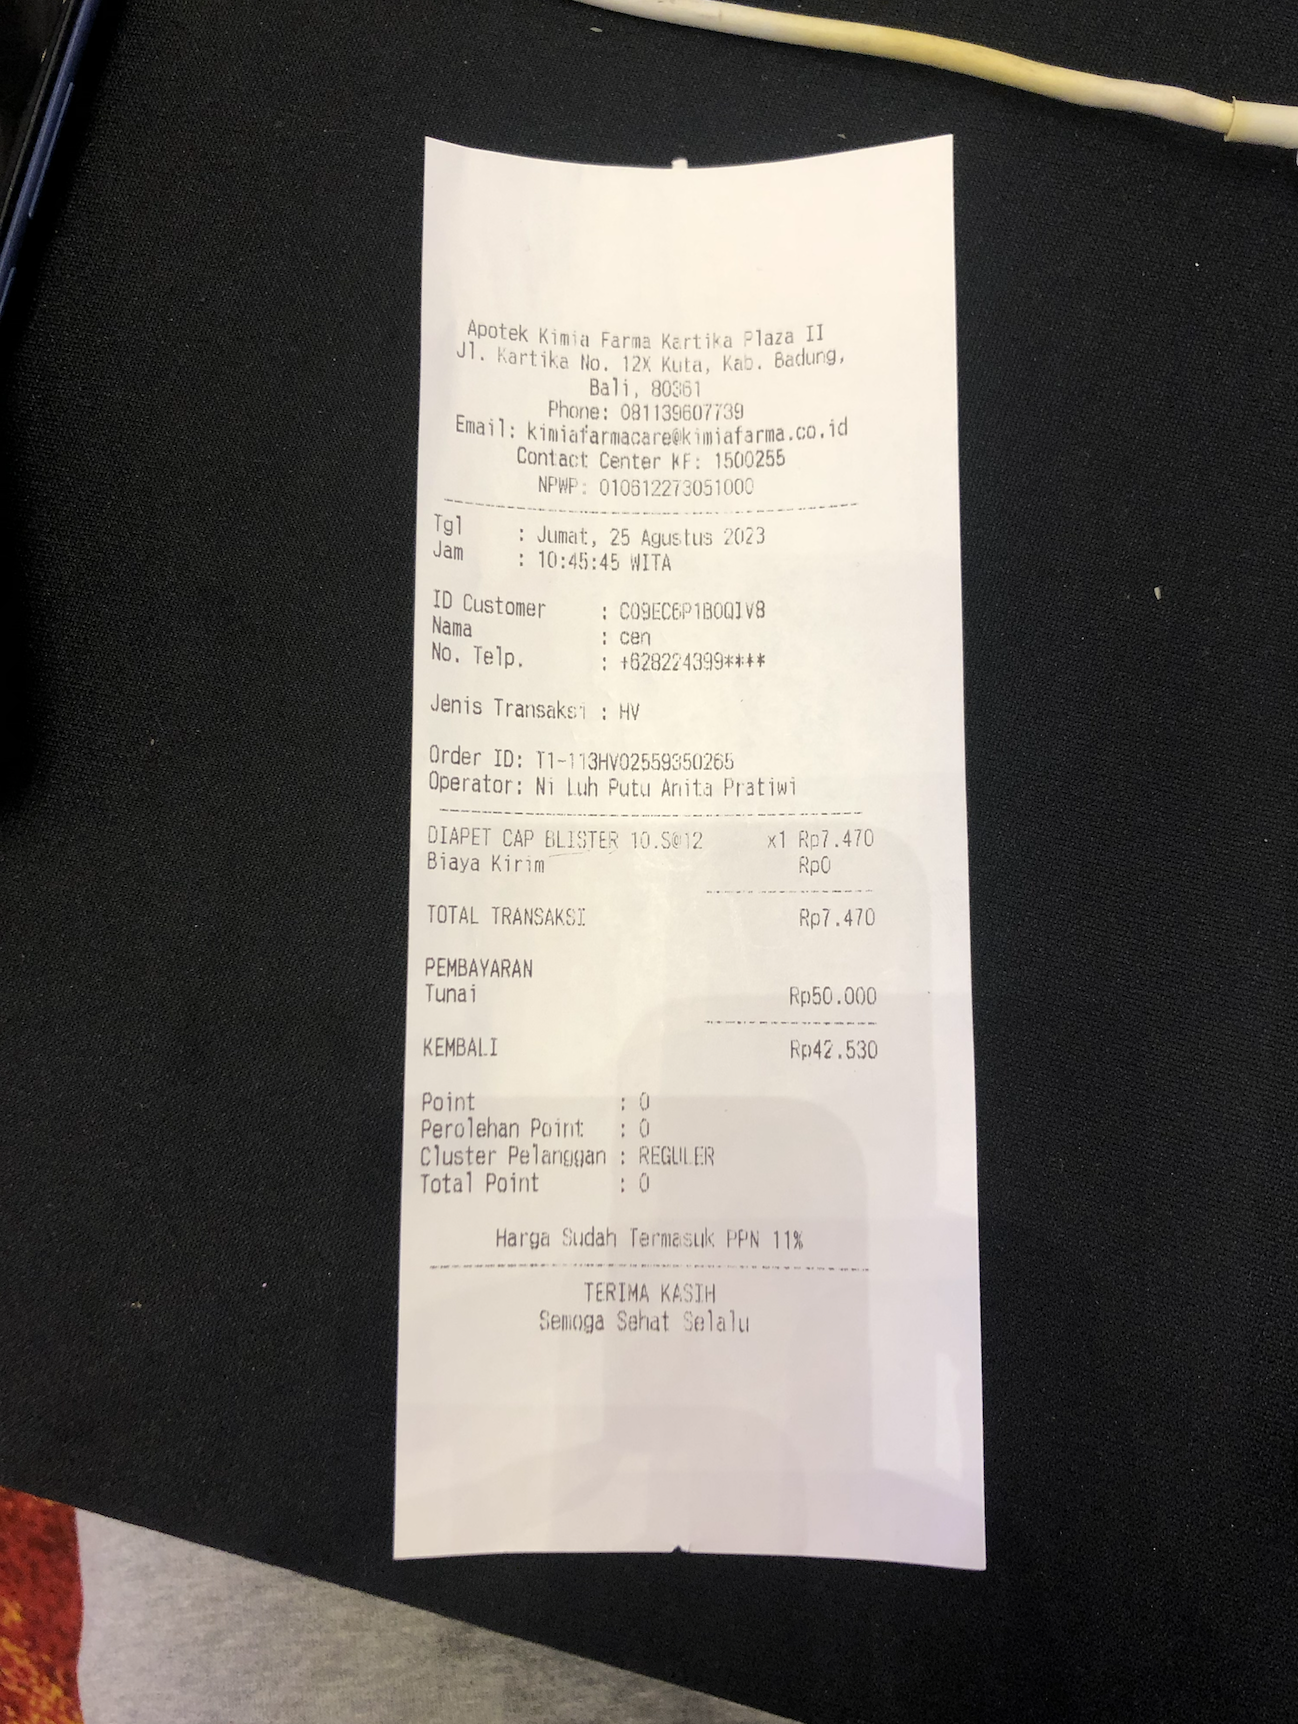 Apotek Kimia Farma Kartika Plaza II
Jl. Kartika No. 12X Kuta, Kab. Badung,
Bali, 80361
Phone: 081139607739
Email: kimiafarmacare@kimiafarma.co.id
Contact Center KF: 1500255
NPWP: 010612273051000
Tgl : Jumat, 25 Agustus 2023
Jam : 10:45:45 WITA
ID Customer : C09EC6P1B0QIV8
Nama : cen
No. Telp. : +628224399****
Jenis Transaksi : HV
Order ID: T1-113HV02559350265
Operator: Ni Luh Putu Anita Pratiwi
DIAPET CAP BLISTER 10.S@12 x1 Rp7.470
Biaya Kirim Rp0
TOTAL TRANSAKSI Rp7.470
PEMBAYARAN
Tunai Rp50.000
KEMBALI Rp42.530
Point : 0
Perolehan Point : 0
Cluster Pelanggan : REGULER
Total Point : 0
Harga Sudah Termasuk PPN 11%
TERIMA KASIH
Semoga Sehat Selalu